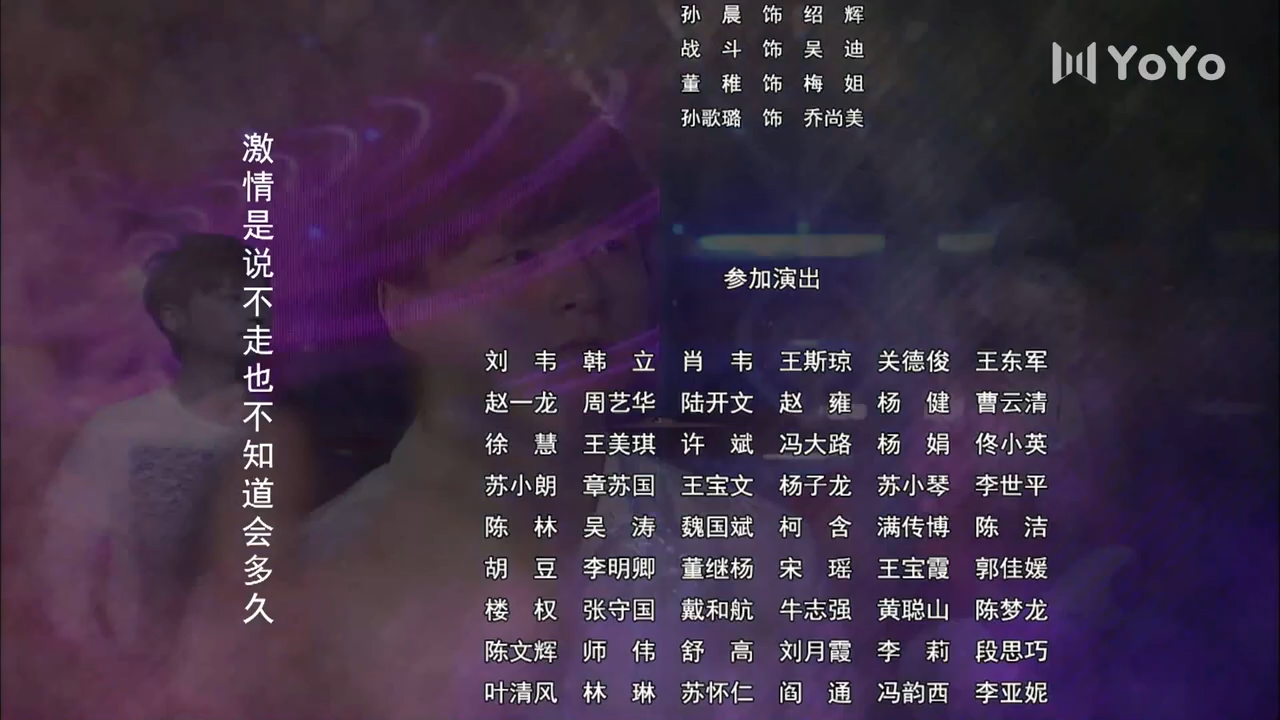 孙晨 饰 绍辉
战斗 饰 吴迪
董稚 饰 梅姐
孙歌璐 饰 乔尚美
YoYo
激情是说不走也不知道会多久
参加演出
刘韦 韩立 肖韦 王斯琼 关德俊 王东军
赵一龙 周艺华 陆开文 赵雍 杨健 曹云清
徐慧 王美琪 许斌 冯大路 杨娟 佟小英
苏小朗 章苏国 王宝文 杨子龙 苏小琴 李世平
陈林 吴涛 魏国斌 柯含 满传博 陈洁
胡豆 李明卿 董继杨 宋瑶 王宝霞 郭佳媛
楼权 张守国 戴和航 牛志强 黄聪山 陈梦龙
陈文辉 师伟 舒高 刘月霞 李莉 段思巧
叶清风 林琳 苏怀仁 阎通 冯韵西 李亚妮